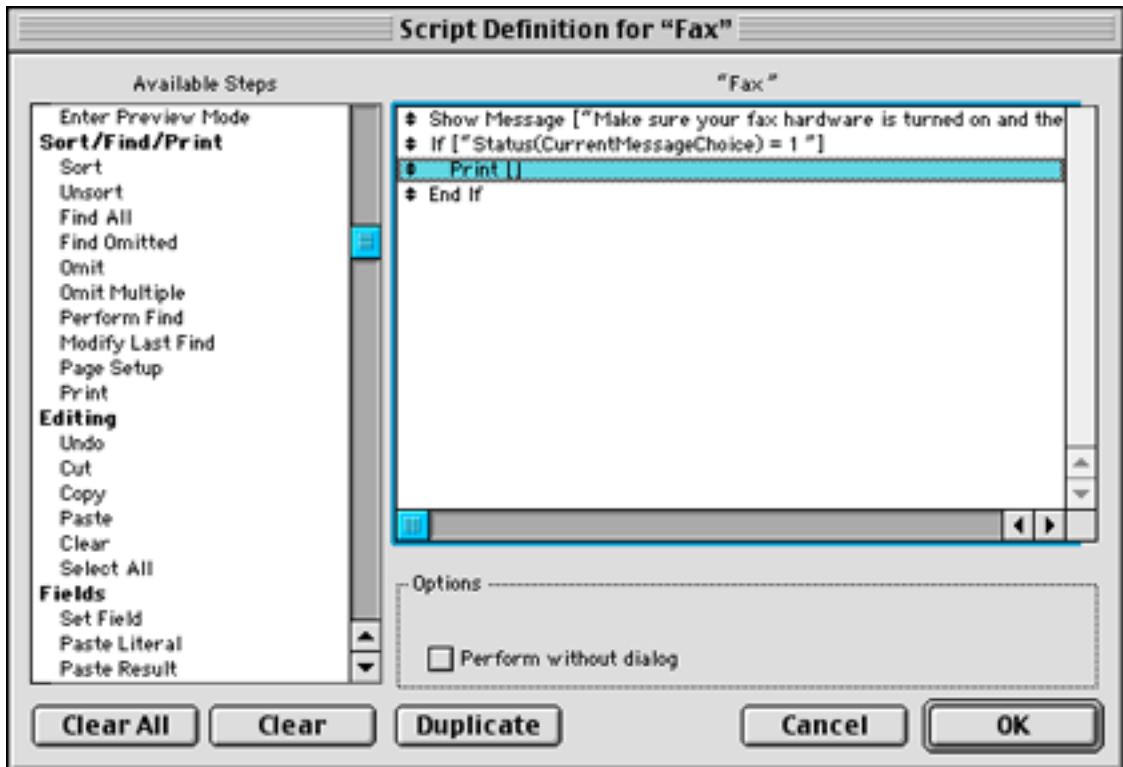 Script Definition for “Fax”
Available Steps
Enter Preview Mode
Sort/Find/Print
Sort
Unsort
Find All
Find Omitted
Omit
Omit Multiple
Perform Find
Modify Last Find
Page Setup
Print
Editing
Undo
Cut
Copy
Paste
Clear
Select All
Fields
Set Field
Paste Literal
Paste Result
"Fax"
Show Message ["Make sure your fax hardware is turned on and the
If ["Status(CurrentMessageChoice) = 1 "]
Print []
End If
Options
Perform without dialog
Clear All
Clear
Duplicate
Cancel
OK